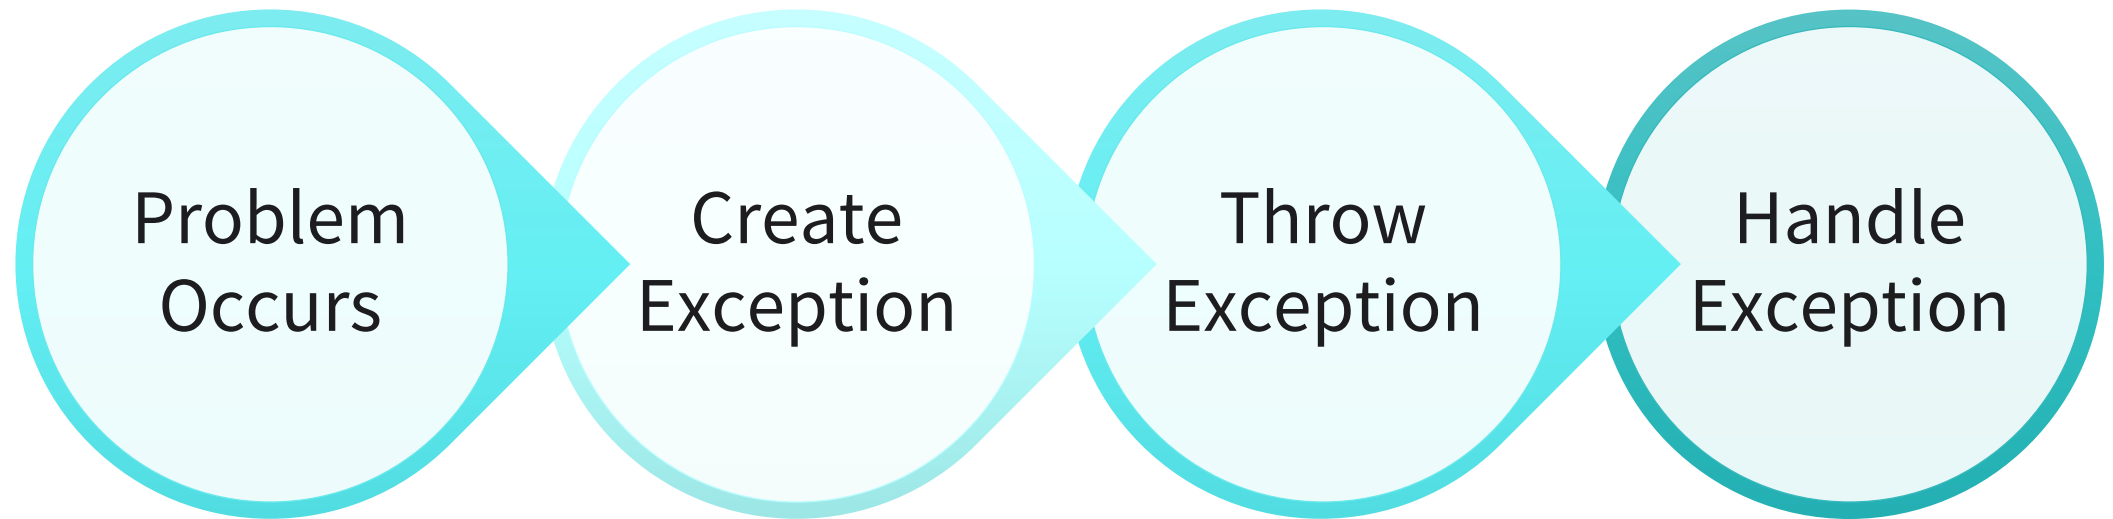 Problem
Occurs
Create
Exception
Throw
Exception
Handle
Exception